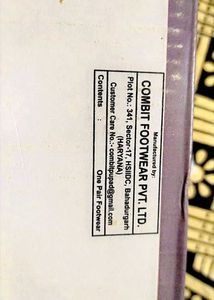 Manufactured by:
COMBIT FOOTWEAR PVT. LTD.
Plot No.: 341, Sector-17, HSIIDC, Bahadurgarh
(HARYANA)
Customer Care No.:- combitpupad@gmail.com
Contents : One Pair Footwear